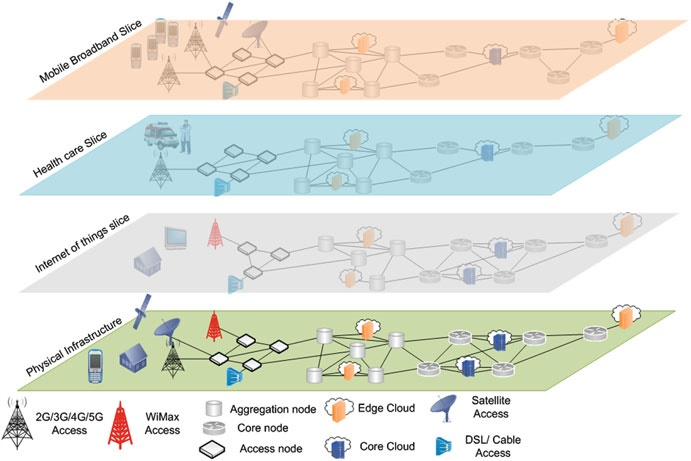 Mobile Broadband Slice
Health care Slice
Internet of things slice
Physical Infrastructure
2G/3G/4G/5G
Access
WiMax
Access
Aggregation node
Core node
Access node
Edge Cloud
Core Cloud
Satellite
Access
DSL/ Cable
Access